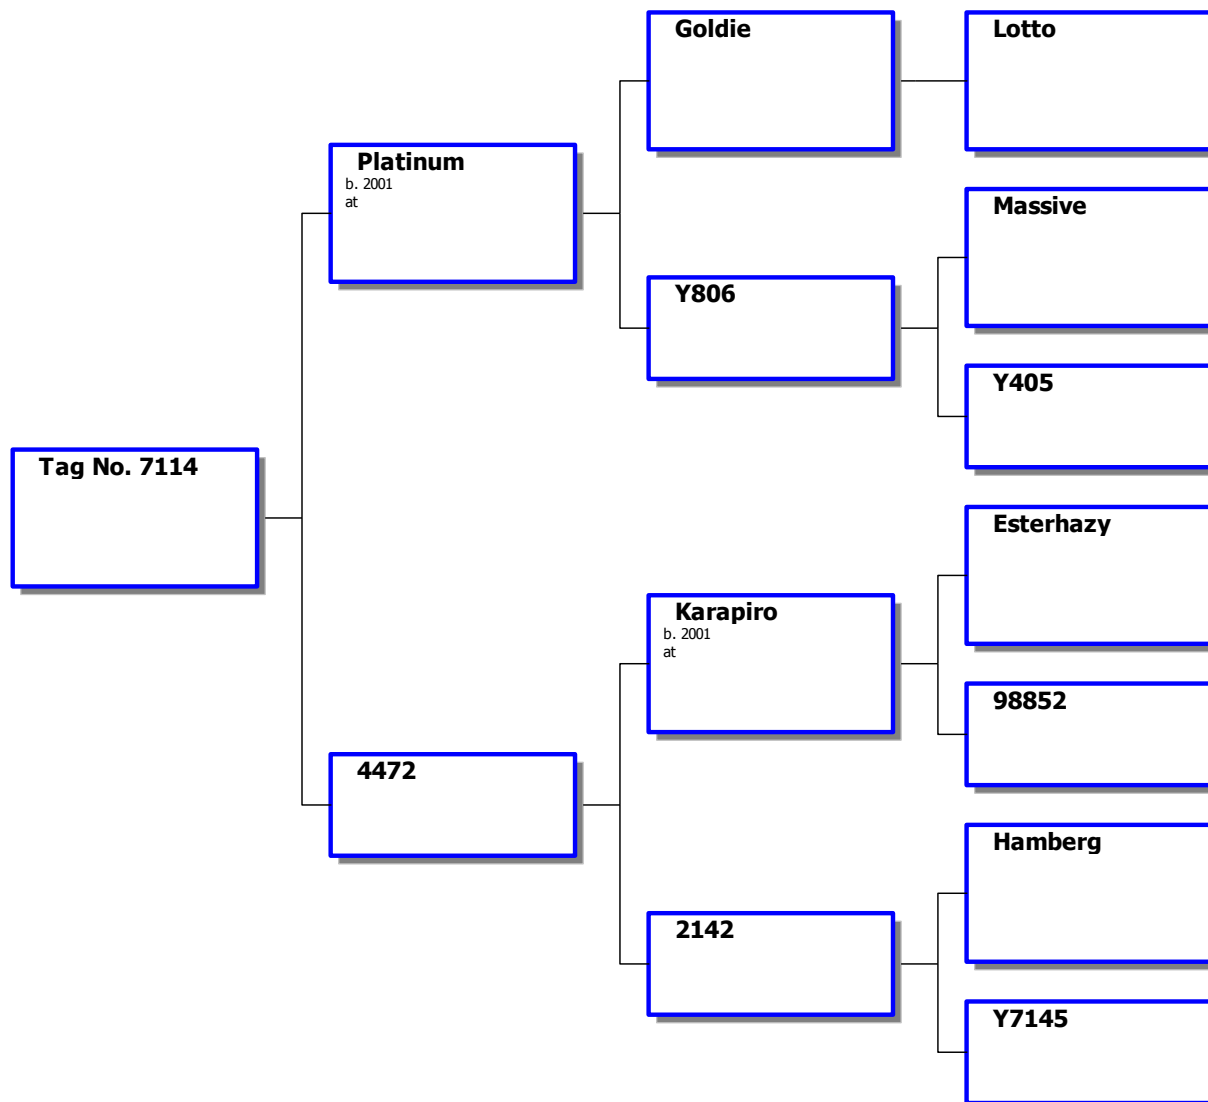 Goldie
Lotto
Platinum
b. 2001
at
Massive
Y806
Y405
Tag No. 7114
Esterhazy
Karapiro
b. 2001
at
98852
4472
Hamberg
2142
Y7145